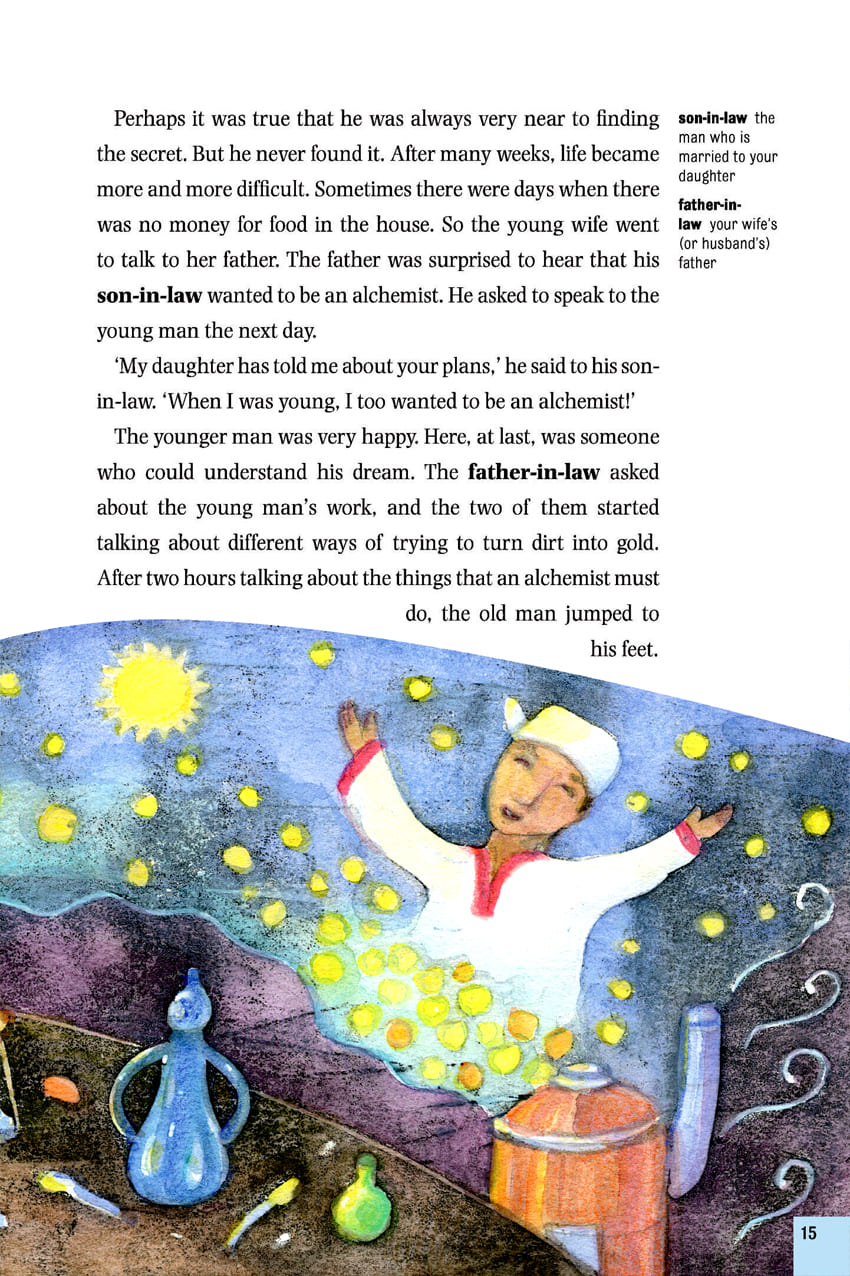 Perhaps it was true that he was always very near to finding
the secret. But he never found it. After many weeks, life became
more and more difficult. Sometimes there were days when there
was no money for food in the house. So the young wife went
to talk to her father. The father was surprised to hear that his
son-in-law wanted to be an alchemist. He asked to speak to the
young man the next day.
‘My daughter has told me about your plans,’ he said to his son-
in-law. ‘When I was young, I too wanted to be an alchemist!’
The younger man was very happy. Here, at last, was someone
who could understand his dream. The father-in-law asked
about the young man’s work, and the two of them started
talking about different ways of trying to turn dirt into gold.
After two hours talking about the things that an alchemist must
do, the old man jumped to
his feet.
son-in-law the
man who is
married to your
daughter
father-in-
law your wife’s
(or husband’s)
father
15